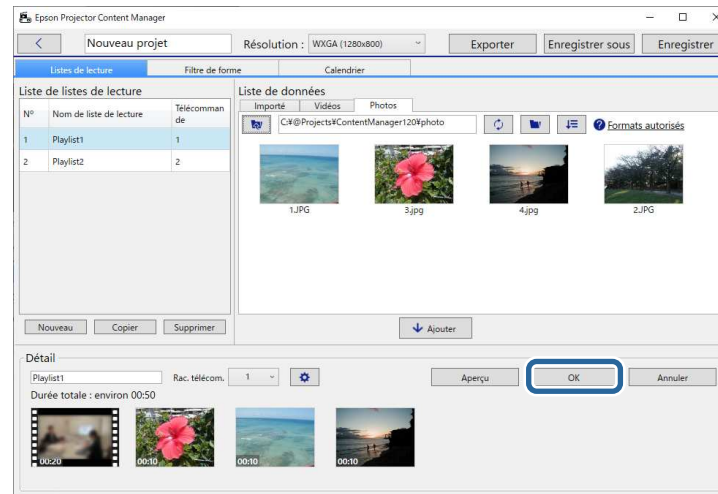 Epson Projector Content Manager
Nouveau projet
Résolution : WXGA (1280x800)
Exporter
Enregistrer sous
Enregistrer
Listes de lecture
Filtre de forme
Calendrier
Liste de listes de lecture
Nº Nom de liste de lecture Télécomman
de
1 Playlist1 1
2 Playlist2 2
Nouveau
Copier
Supprimer
Liste de données
Importé
Vidéos
Photos
C:¥@Projects¥ContentManager120¥photo
Formats autorisés
1.JPG
3.jpg
4.jpg
2.JPG
Ajouter
Détail
Playlist1
Rac. télécom. 1
Aperçu
OK
Annuler
Durée totale : environ 00:50
00:20
00:10
00:10
00:10